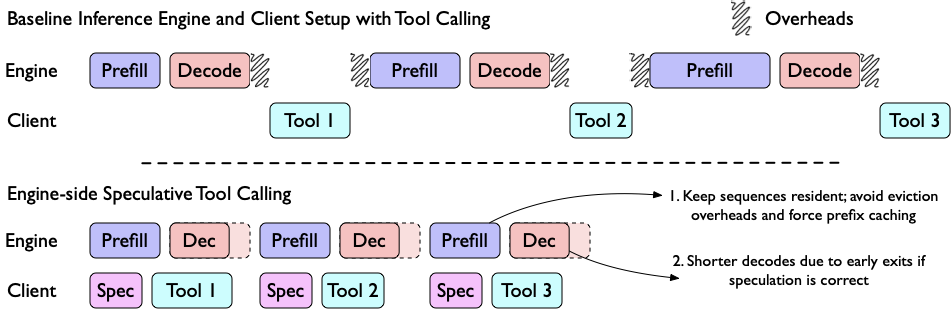 Baseline Inference Engine and Client Setup with Tool Calling
Overheads
Engine
Prefill
Decode
Prefill
Decode
Prefill
Decode
Client
Tool 1
Tool 2
Tool 3
Engine-side Speculative Tool Calling
1. Keep sequences resident; avoid eviction
overheads and force prefix caching
Engine
Prefill
Dec
Prefill
Dec
Prefill
Dec
2. Shorter decodes due to early exits if
speculation is correct
Client
Spec
Tool 1
Spec
Tool 2
Spec
Tool 3